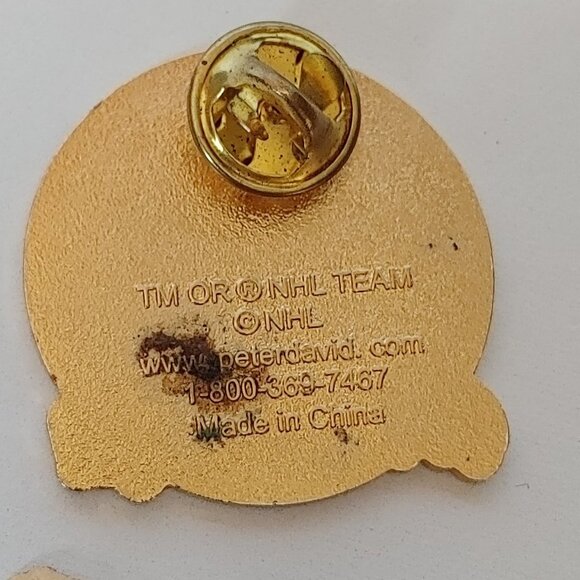 TM OR ® NHL TEAM
© NHL
www.peterdavid.com
1-800-369-7467
Made in China